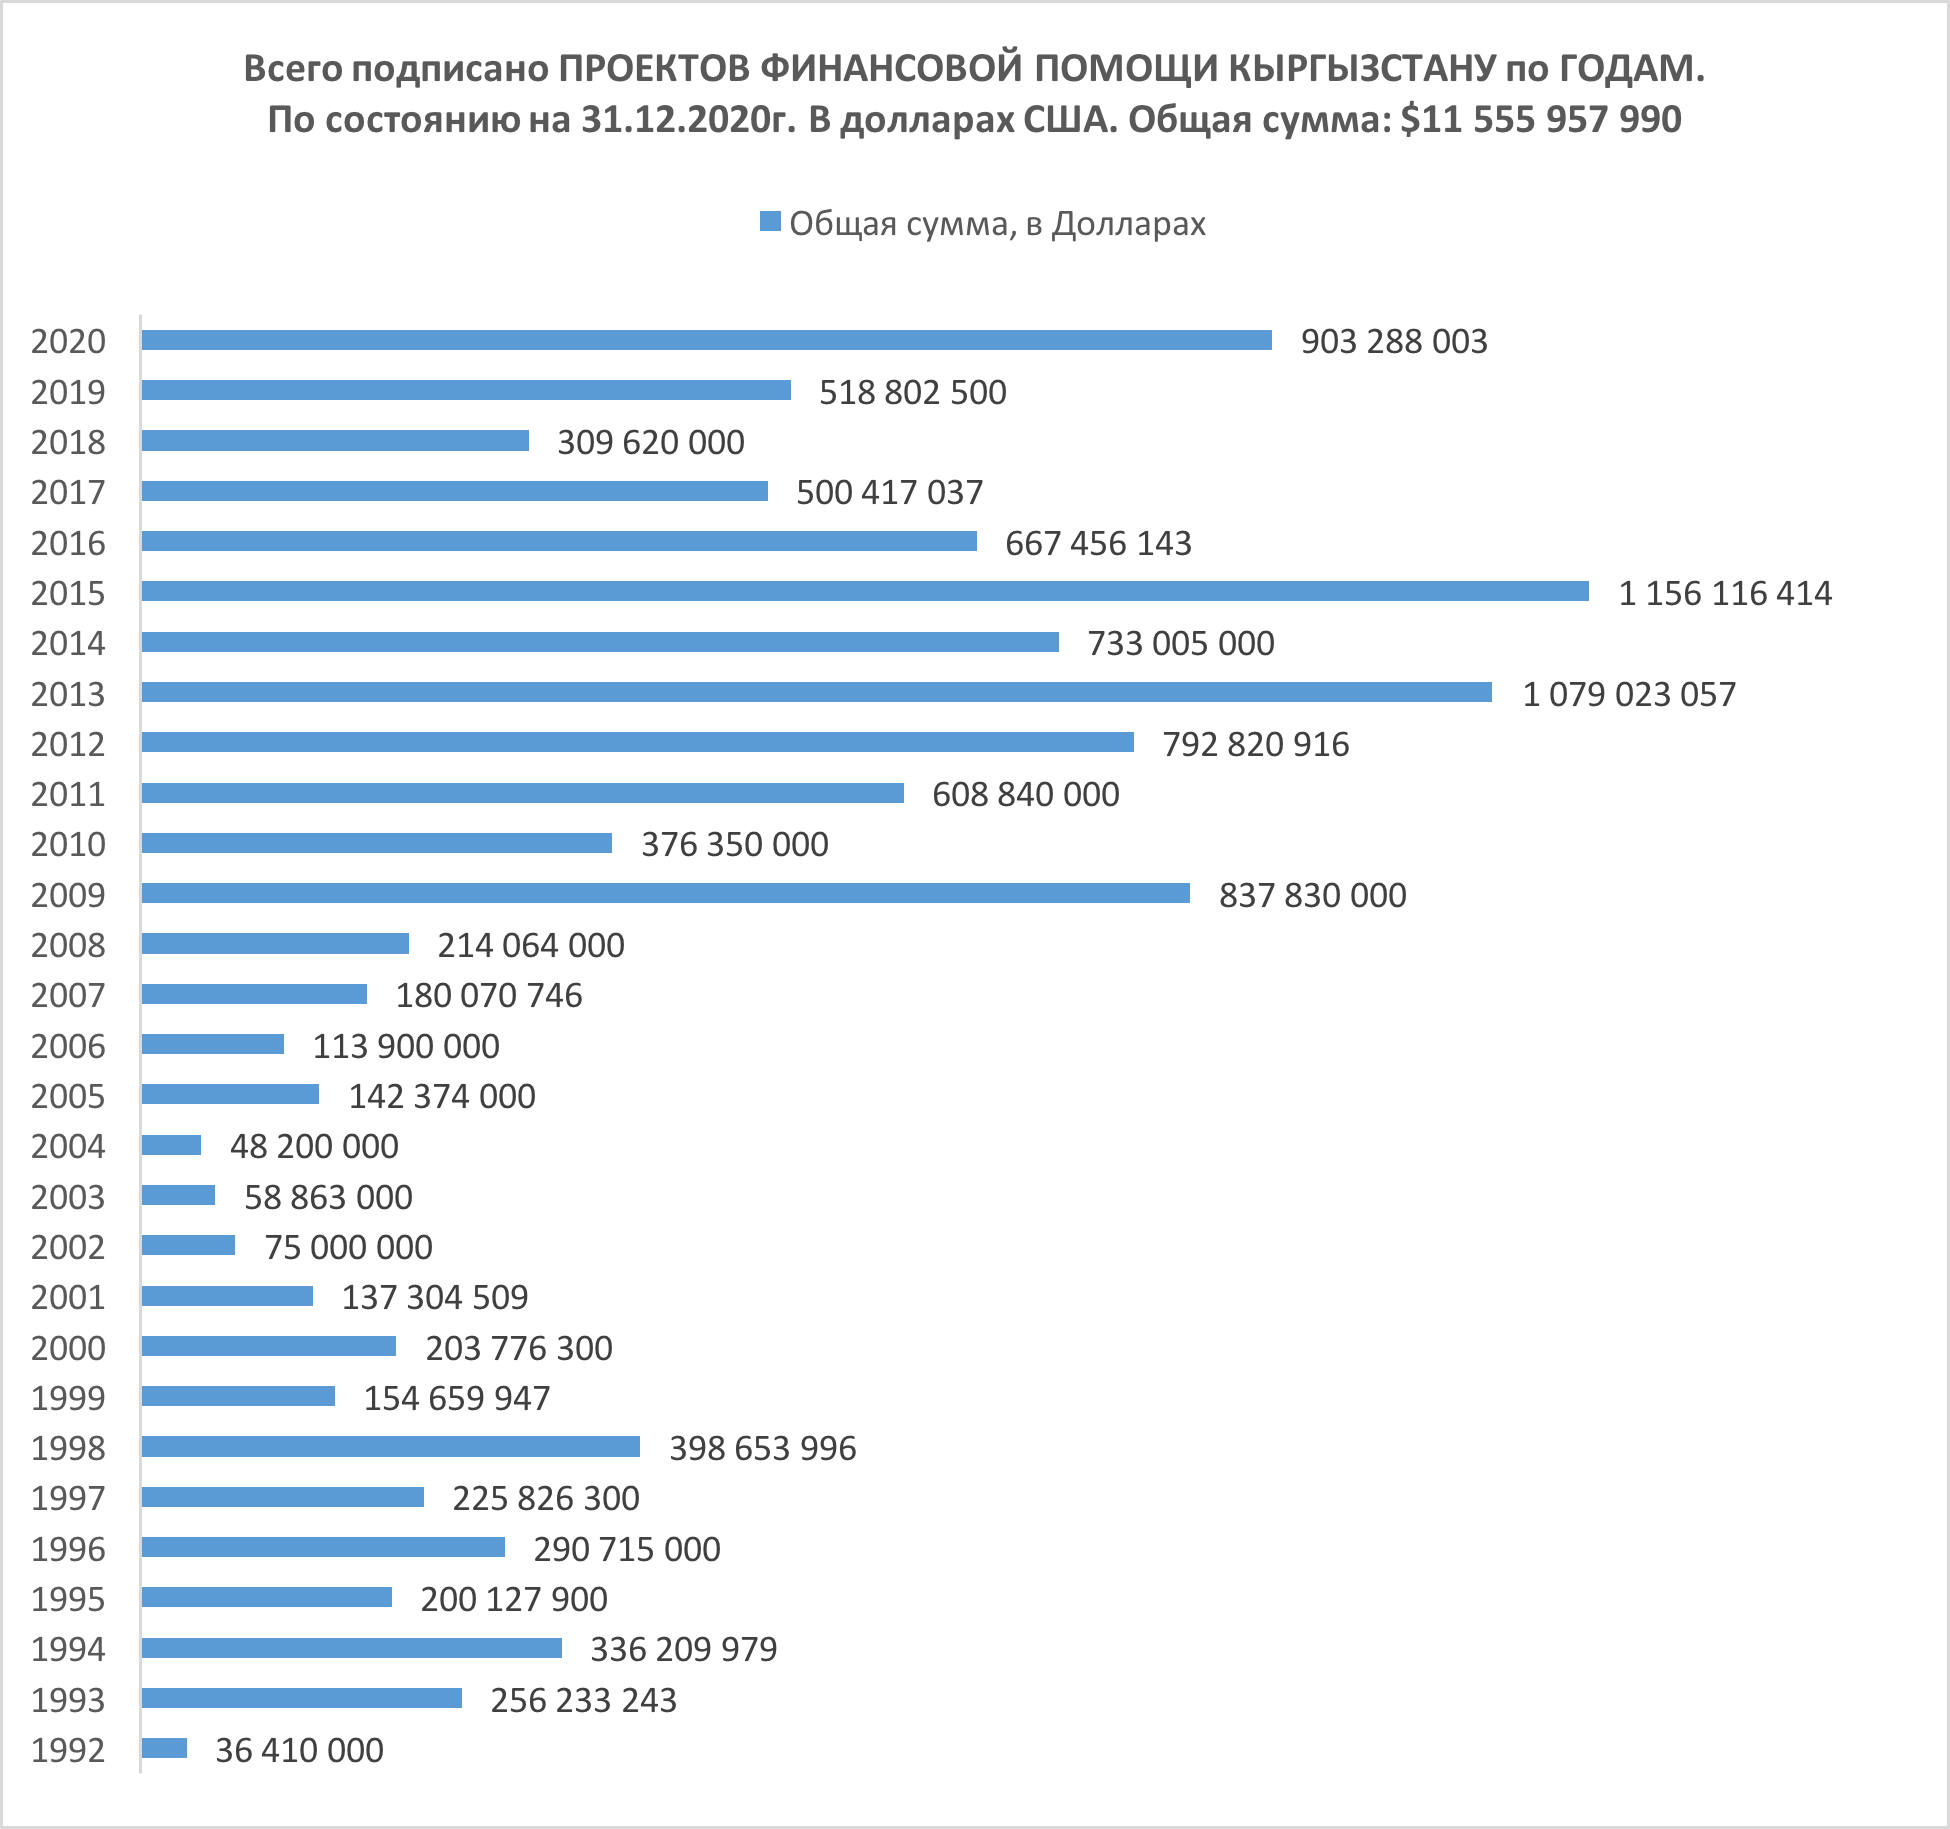 Всего подписано ПРОЕКТОВ ФИНАНСОВОЙ ПОМОЩИ КЫРГЫЗСТАНУ по ГОДАМ.
По состоянию на 31.12.2020г. В долларах США. Общая сумма: $11 555 957 990
Общая сумма, в Долларах
2020 903 288 003
2019 518 802 500
2018 309 620 000
2017 500 417 037
2016 667 456 143
2015 1 156 116 414
2014 733 005 000
2013 1 079 023 057
2012 792 820 916
2011 608 840 000
2010 376 350 000
2009 837 830 000
2008 214 064 000
2007 180 070 746
2006 113 900 000
2005 142 374 000
2004 48 200 000
2003 58 863 000
2002 75 000 000
2001 137 304 509
2000 203 776 300
1999 154 659 947
1998 398 653 996
1997 225 826 300
1996 290 715 000
1995 200 127 900
1994 336 209 979
1993 256 233 243
1992 36 410 000